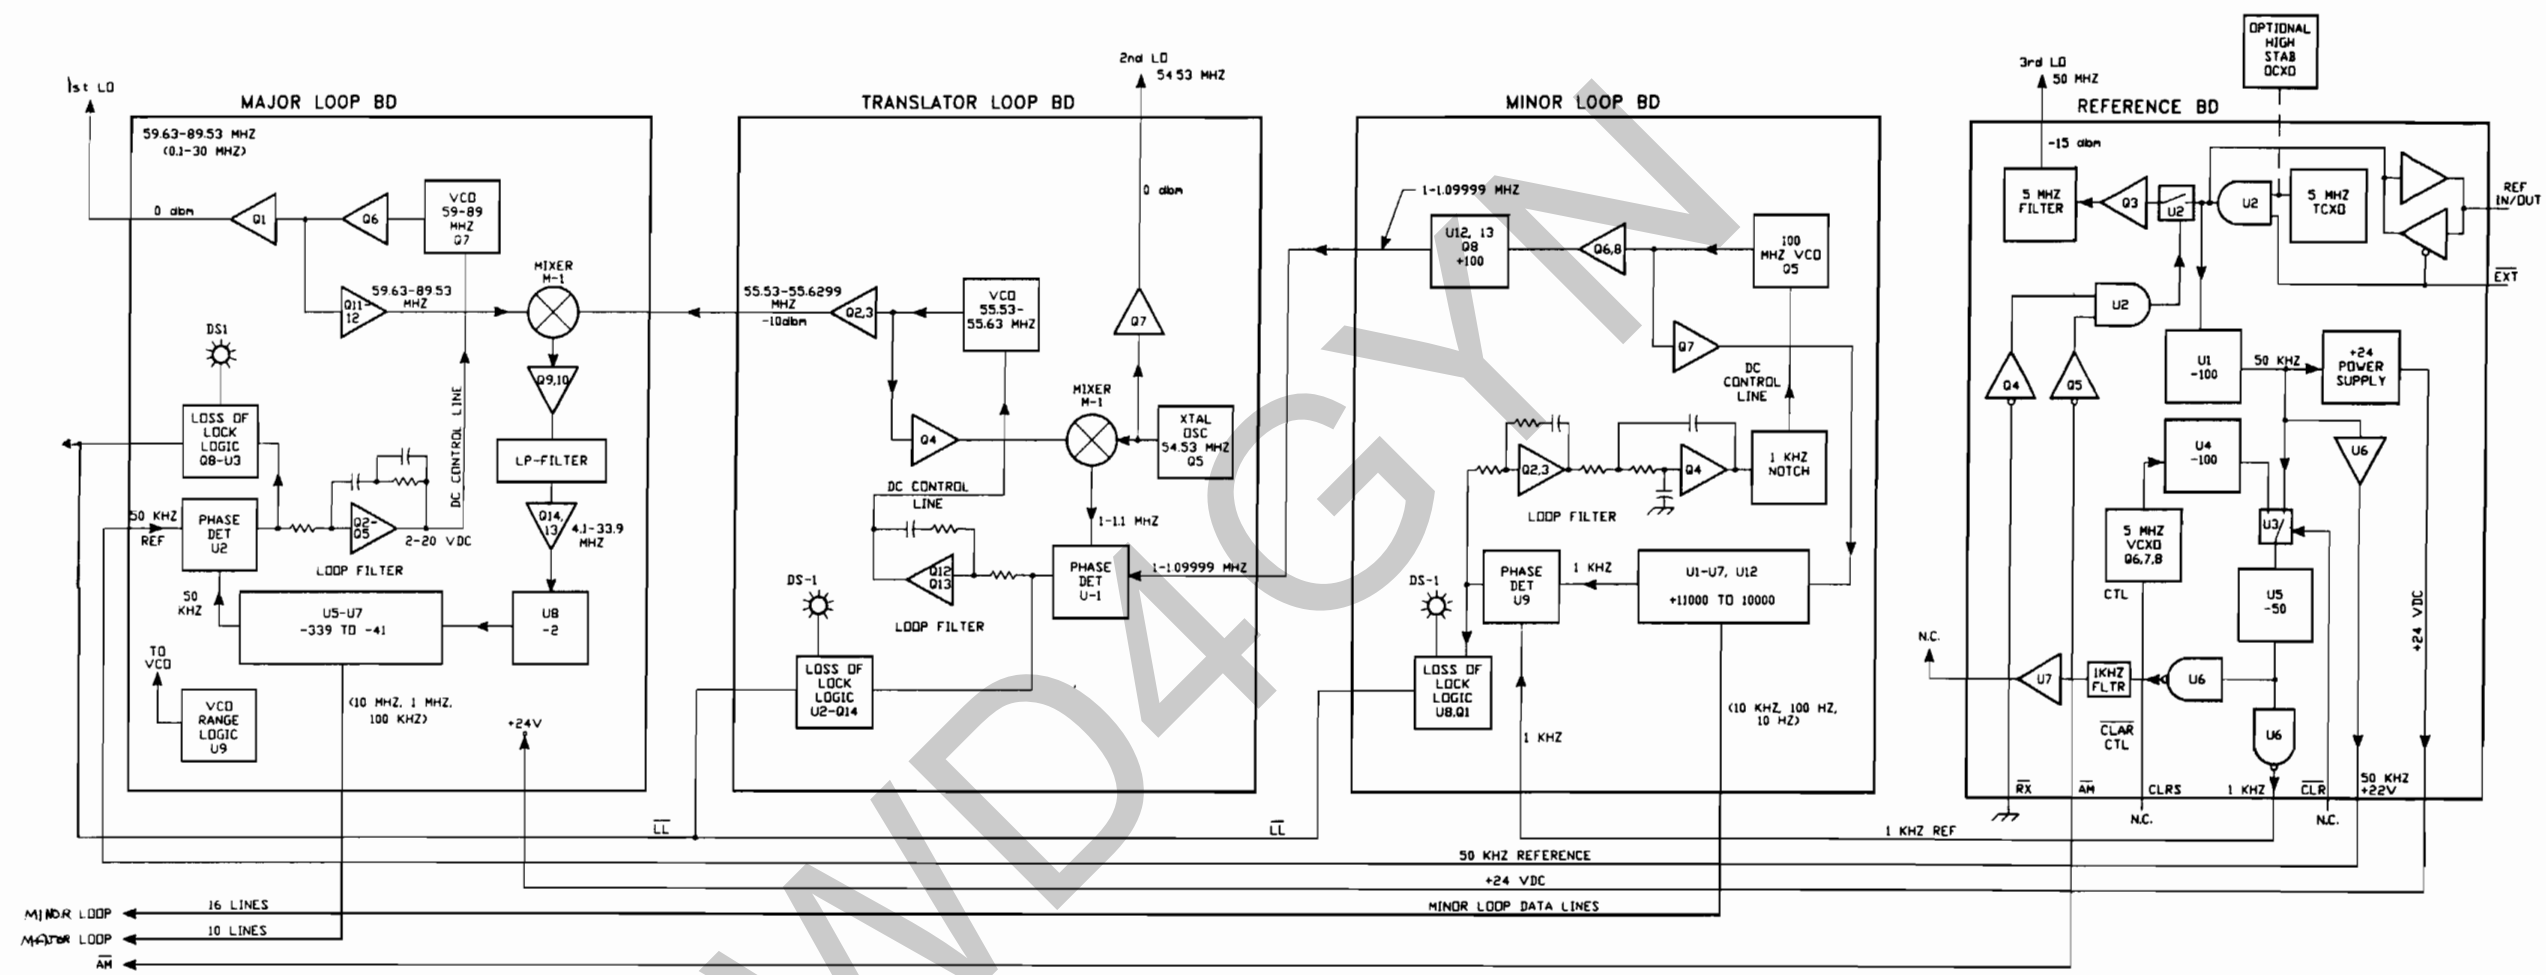 1st LO
MAJOR LOOP BD
59.63-89.53 MHZ
(0.1-30 MHZ)
0 dbm
Q1
Q6
VCO
59-89
MHZ
Q7
Q11-
12
59.63-89.53
MHZ
MIXER
M-1
DS1
LOSS OF
LOCK
LOGIC
Q8-U3
Q9,10
LP-FILTER
Q14,
13
4.1-33.9
MHZ
DC CONTROL LINE
50 KHZ
REF
PHASE
DET
U2
Q2-
Q5
2-20 VDC
LOOP FILTER
50
KHZ
U5-U7
-339 TO -41
U8
-2
TO
VCO
VCO
RANGE
LOGIC
U9
(10 MHZ, 1 MHZ,
100 KHZ)
+24V
TRANSLATOR LOOP BD
2nd LO
54.53 MHZ
0 dbm
55.53-55.6299
MHZ
-10dbm
Q2,3
VCO
55.53-
55.63 MHZ
Q7
Q4
MIXER
M-1
XTAL
OSC
54.53 MHZ
Q5
DC CONTROL
LINE
1-1.1 MHZ
Q12
Q13
PHASE
DET
U-1
1-1.09999 MHZ
LOOP FILTER
DS-1
LOSS OF
LOCK
LOGIC
U2-Q14
MINOR LOOP BD
1-1.09999 MHZ
U12, 13
Q8
+100
Q6,8
100
MHZ VCO
Q5
Q7
DC
CONTROL
LINE
Q2,3
Q4
1 KHZ
NOTCH
LOOP FILTER
DS-1
PHASE
DET
U9
1 KHZ
U1-U7, U12
+11000 TO 10000
LOSS OF
LOCK
LOGIC
U8,Q1
1 KHZ
(10 KHZ, 100 HZ,
10 HZ)
OPTIONAL
HIGH
STAB
OCXO
3rd LO
50 MHZ
REFERENCE BD
-15 dbm
5 MHZ
FILTER
Q3
U2
U2
5 MHZ
TCXO
REF
IN/OUT
EXT
U2
Q4
Q5
U1
-100
50 KHZ
+24
POWER
SUPPLY
U4
-100
U6
5 MHZ
VCXO
Q6,7,8
U3
CTL
U5
-50
+24 VDC
N.C.
U7
1KHZ
FLTR
U6
CLAR
CTL
U6
RX
AM
CLRS
1 KHZ
CLR
50 KHZ
+22V
N.C.
N.C.
LL
LL
1 KHZ REF
50 KHZ REFERENCE
+24 VDC
MINOR LOOP
16 LINES
MINOR LOOP DATA LINES
MAJOR LOOP
10 LINES
AM
WD4GYN